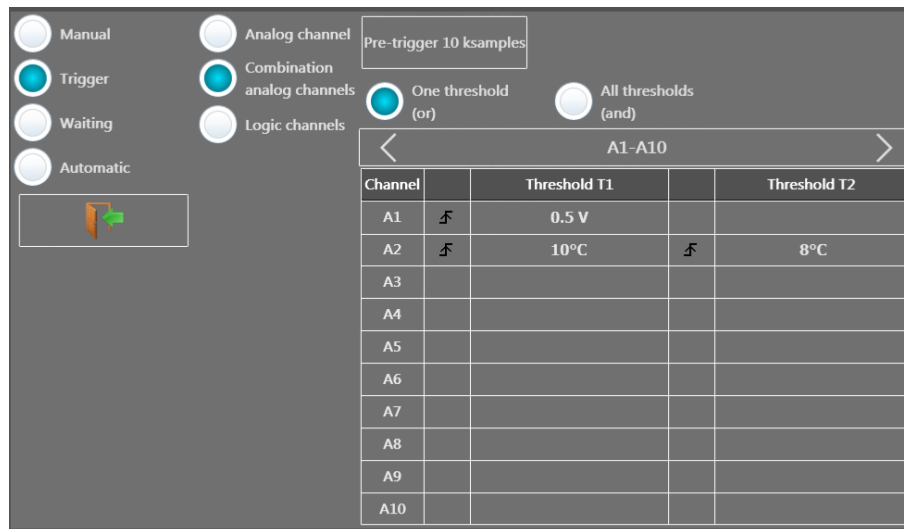 Manual
Trigger
Waiting
Automatic
Analog channel
Combination
analog channels
Logic channels
Pre-trigger 10 ksamples
One threshold
(or)
All thresholds
(and)
A1-A10
Channel Threshold T1 Threshold T2
A1 0.5 V
A2 10°C 8°C
A3
A4
A5
A6
A7
A8
A9
A10